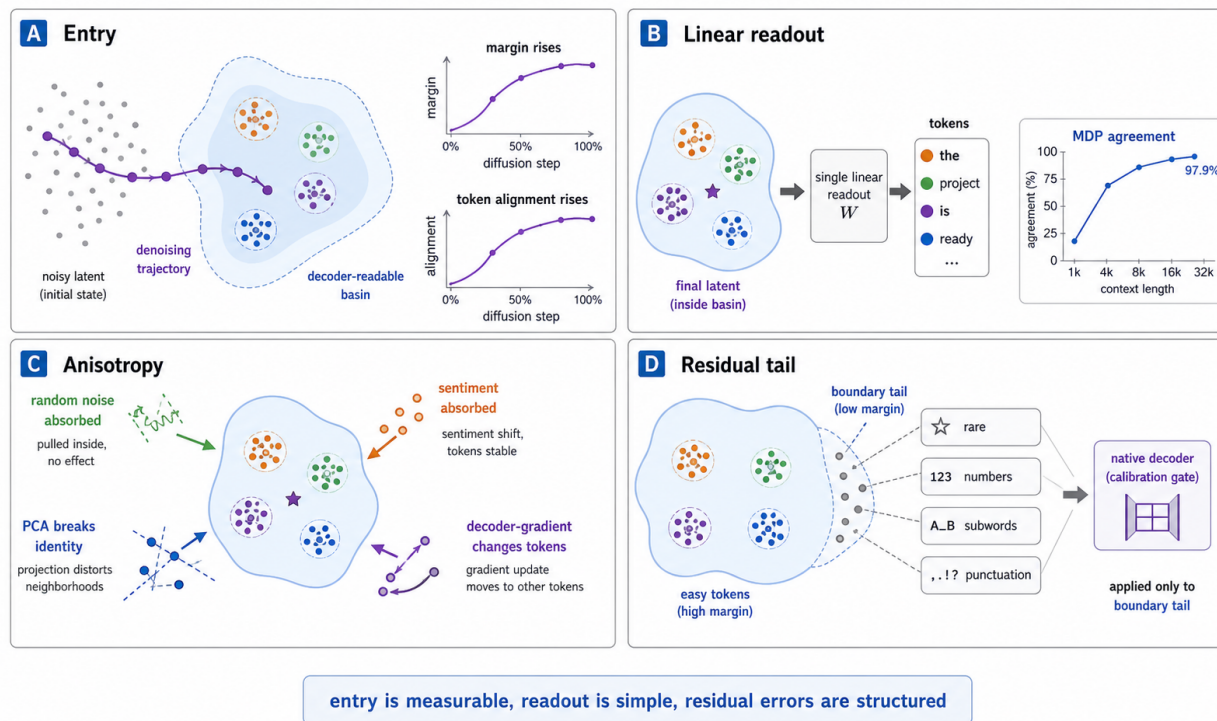 A Entry
margin rises
margin
0% 50% 100%
diffusion step
token alignment rises
alignment
0% 50% 100%
diffusion step
noisy latent
(initial state)
denoising
trajectory
decoder-readable
basin
B Linear readout
final latent
(inside basin)
single linear
readout
W
tokens
the
project
is
ready
...
MDP agreement
agreement (%)
100
75
50
25
0
97.9%
1k 4k 8k 16k 32k
context length
C Anisotropy
random noise
absorbed
pulled inside,
no effect
sentiment
absorbed
sentiment shift,
tokens stable
PCA breaks
identity
projection distorts
neighborhoods
decoder-gradient
changes tokens
gradient update
moves to other tokens
D Residual tail
boundary tail
(low margin)
easy tokens
(high margin)
rare
123 numbers
A_B subwords
,.!? punctuation
native decoder
(calibration gate)
applied only to
boundary tail
entry is measurable, readout is simple, residual errors are structured